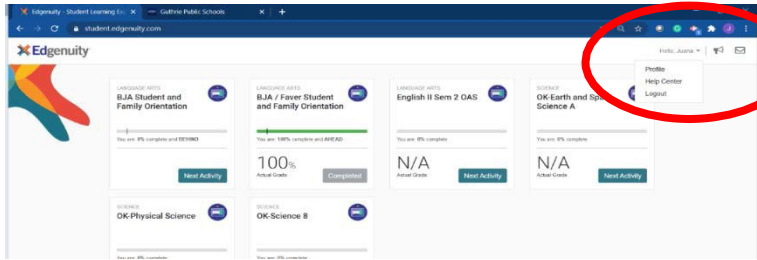 Edgenuity - Student Learning Ex
Guthrie Public Schools
student.edgenuity.com
Edgenuity
Hello,
Profile
Help Center
Logout
LANGUAGE ARTS
BJA Student and
Family Orientation
You are 0% complete and BEHIND
Next Activity
LANGUAGE ARTS
BJA / Faver Student
and Family Orientation
You are 100% complete and AHEAD
100%
Actual Grade
Completed
LANGUAGE ARTS
English II Sem 2 OAS
You are 0% complete
N/A
Actual Grade
Next Activity
SCIENCE
OK-Earth and Spa
Science A
You are 0% complete
N/A
Actual Grade
Next Activity
SCIENCE
OK-Physical Science
You are 0% complete
SCIENCE
OK-Science 8
You are 0% complete